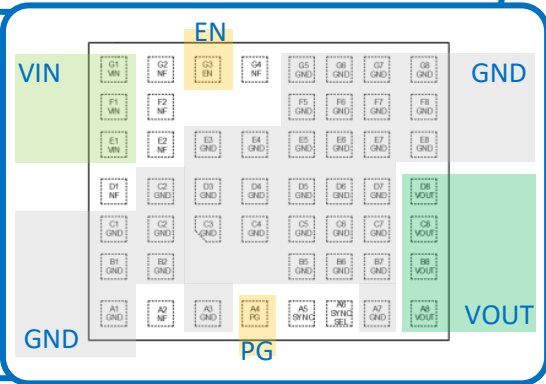 EN
VIN
GND
G1 G2 G3 G4 G5 G6 G7 G8
VIN NF EN NF GND GND GND GND
F1 F2 F5 F6 F7 F8
VIN NF GND GND GND GND
E1 E2 E3 E4 E5 E6 E7 E8
VIN NF GND GND GND GND GND GND
D1 C2 D3 D4 D5 D6 D7 D8
NF GND GND GND GND GND GND VOUT
C1 C2 C3 C4 C5 C6 C7 C8
GND GND GND GND GND GND GND VOUT
B1 B2 B5 B6 B7 B8
GND GND GND GND GND VOUT
A1 A2 A3 A4 A5 A6 A7 A8
GND NF GND PG SYNC SYNC GND VOUT
SEL
GND
PG
VOUT